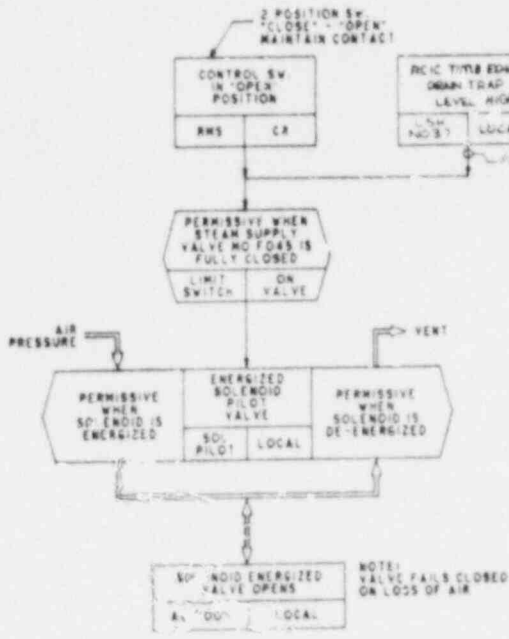 2 POSITION SW.
"CLOSE" - "OPEN"
MAINTAIN CONTACT
CONTROL SW.
IN "OPEN"
POSITION
RMS
CR
RCIC
DRAIN TRAP
LEVEL
LOCAL
PERMISSIVE WHEN
STEAM SUPPLY
VALVE MO F045 IS
FULLY CLOSED
LIMIT
SWITCH
ON
VALVE
AIR
PRESSURE
VENT
PERMISSIVE
WHEN
SOLENOID IS
ENERGIZED
ENERGIZED
SOLENOID
PILOT
VALVE
SOL
PILOT
LOCAL
PERMISSIVE
WHEN
SOLENOID IS
DE-ENERGIZED
ENERGIZED
VALVE OPENS
LOCAL
NOTE:
VALVE FAILS CLOSED
ON LOSS OF AIR